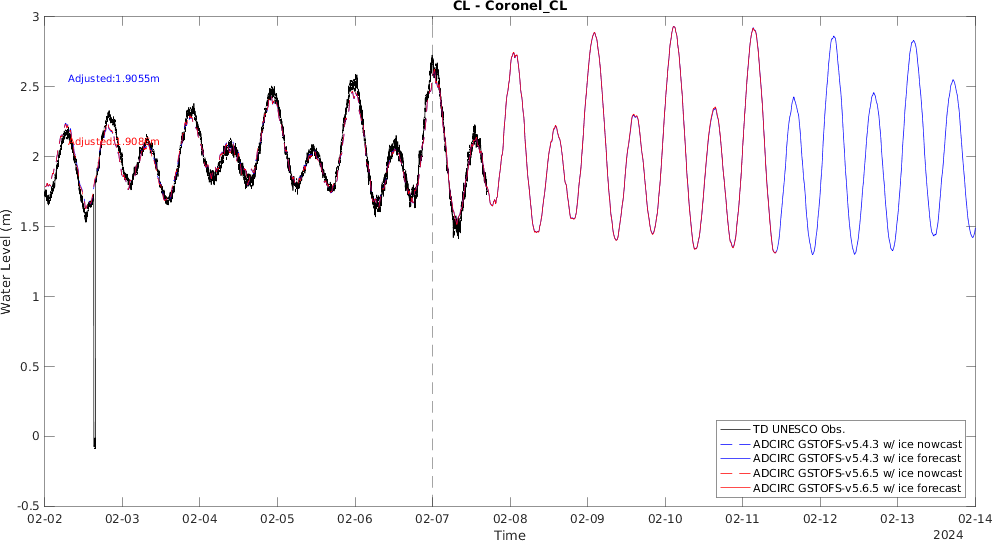 CL - Coronel_CL
3
2.5
2
1.5
1
0.5
0
-0.5
Water Level (m)
Adjusted:1.9055m
02-02
02-03
02-04
02-05
02-06
02-07
02-08
02-09
02-10
02-11
02-12
02-13
02-14
Time
2024
TD UNESCO Obs.
ADCIRC GSTOFS-v5.4.3 w/ ice nowcast
ADCIRC GSTOFS-v5.4.3 w/ ice forecast
ADCIRC GSTOFS-v5.6.5 w/ ice nowcast
ADCIRC GSTOFS-v5.6.5 w/ ice forecast